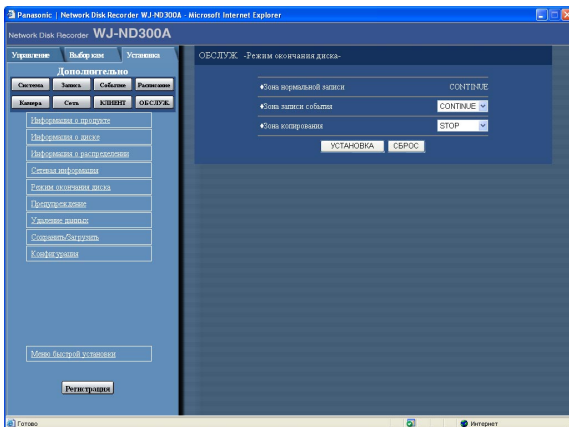 Panasonic | Network Disk Recorder WJ-ND300A - Microsoft Internet Explorer
Network Disk Recorder WJ-ND300A
Управление Выбор кам Установка
Дополнительно
Система Запись Событие Расписание
Камера Сеть КЛИЕНТ ОБСЛУЖ.
Информация о продукте
Информация о диске
Информация о распределении
Сетевая информация
Режим окончания диска
Предупреждение
Удаление данных
Сохранить/Загрузить
Конфигурация
Меню быстрой установки
Регистрация
ОБСЛУЖ. -Режим окончания диска-
♦Зона нормальной записи CONTINUE
♦Зона записи события CONTINUE
♦Зона копирования STOP
УСТАНОВКА СБРОС
Готово Интернет